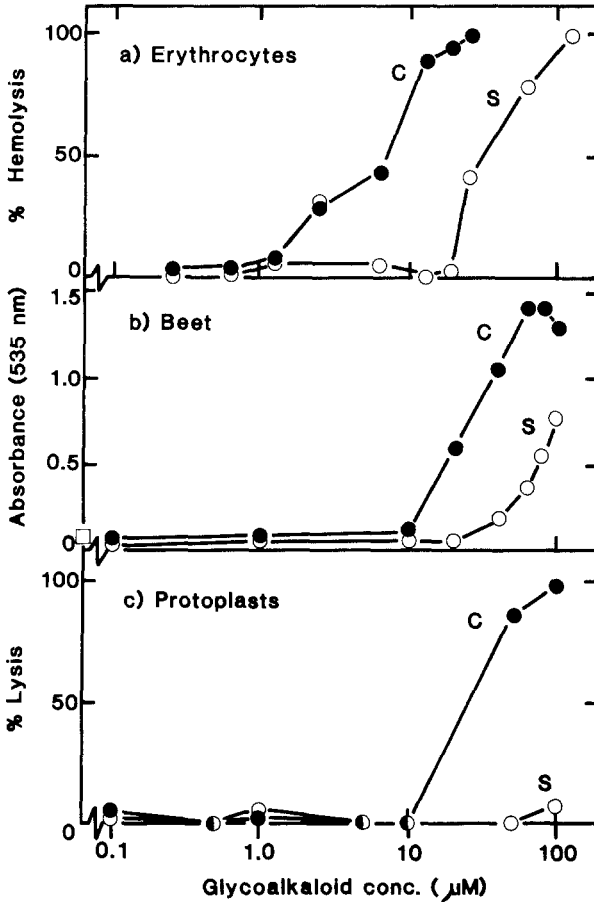 100
a) Erythrocytes
C
S
50
0
% Hemolysis
1.5
b) Beet
C
1.0
S
0.5
0
Absorbance (535 nm)
100
c) Protoplasts
C
50
S
0
% Lysis
0.1
1.0
10
100
Glycoalkaloid conc. (μM)